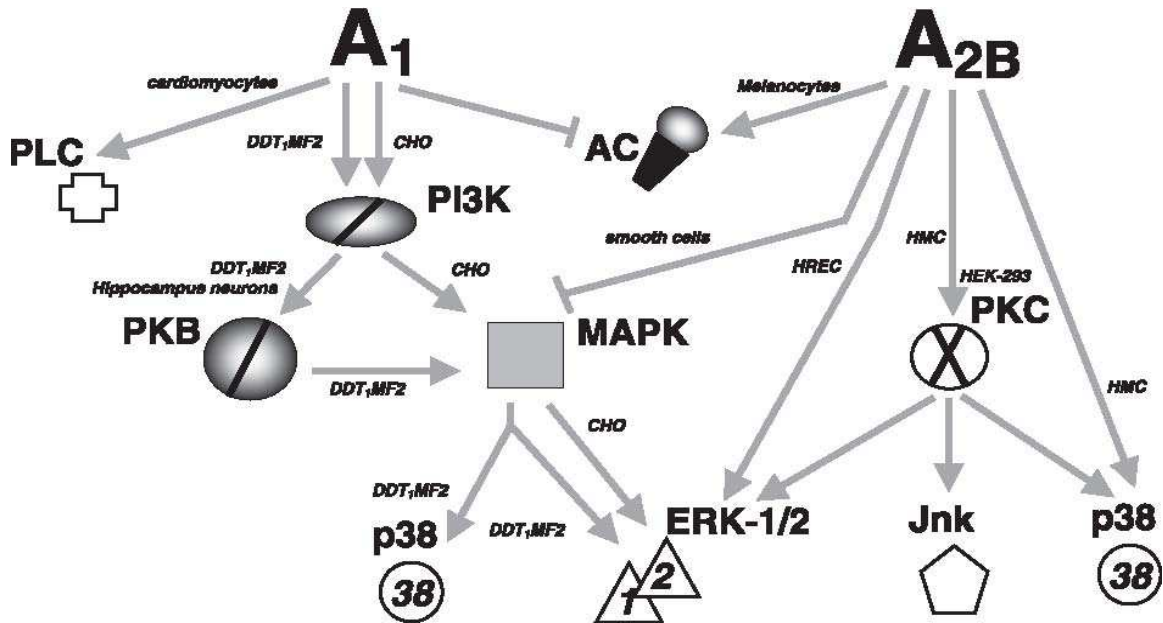 A1
A2B
cardiomyocytes
Melanocytes
DDT1MF2
CHO
PLC
AC
PI3K
smooth cells
HREC
HMC
DDT1MF2
Hippocampus neurons
CHO
HEK-293
PKC
PKB
MAPK
DDT1MF2
HMC
CHO
DDT1MF2
DDT1MF2
p38
ERK-1/2
Jnk
p38
38
1
2
38